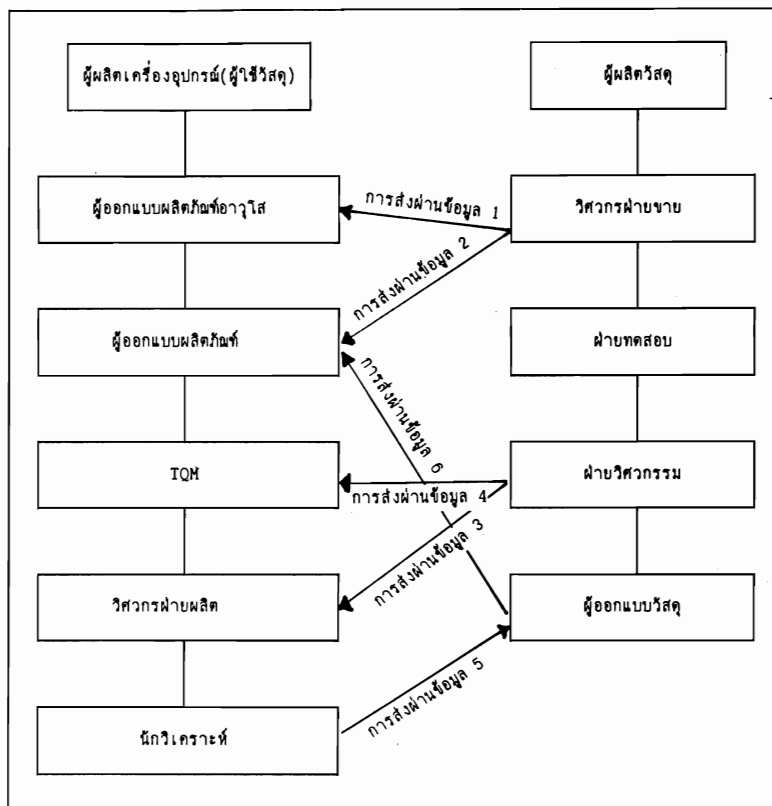 ผู้ผลิตเครื่องอุปกรณ์(ผู้ใช้วัสดุ)
ผู้ผลิตวัสดุ
ผู้ออกแบบผลิตภัณฑ์อาวุโส
การส่งผ่านข้อมูล 1
วิศวกรฝ่ายขาย
การส่งผ่านข้อมูล 2
ผู้ออกแบบผลิตภัณฑ์
ฝ่ายทดสอบ
การส่งผ่านข้อมูล 6
TQM
การส่งผ่านข้อมูล 4
ฝ่ายวิศวกรรม
การส่งผ่านข้อมูล 3
วิศวกรฝ่ายผลิต
ผู้ออกแบบวัสดุ
การส่งผ่านข้อมูล 5
นักวิเคราะห์